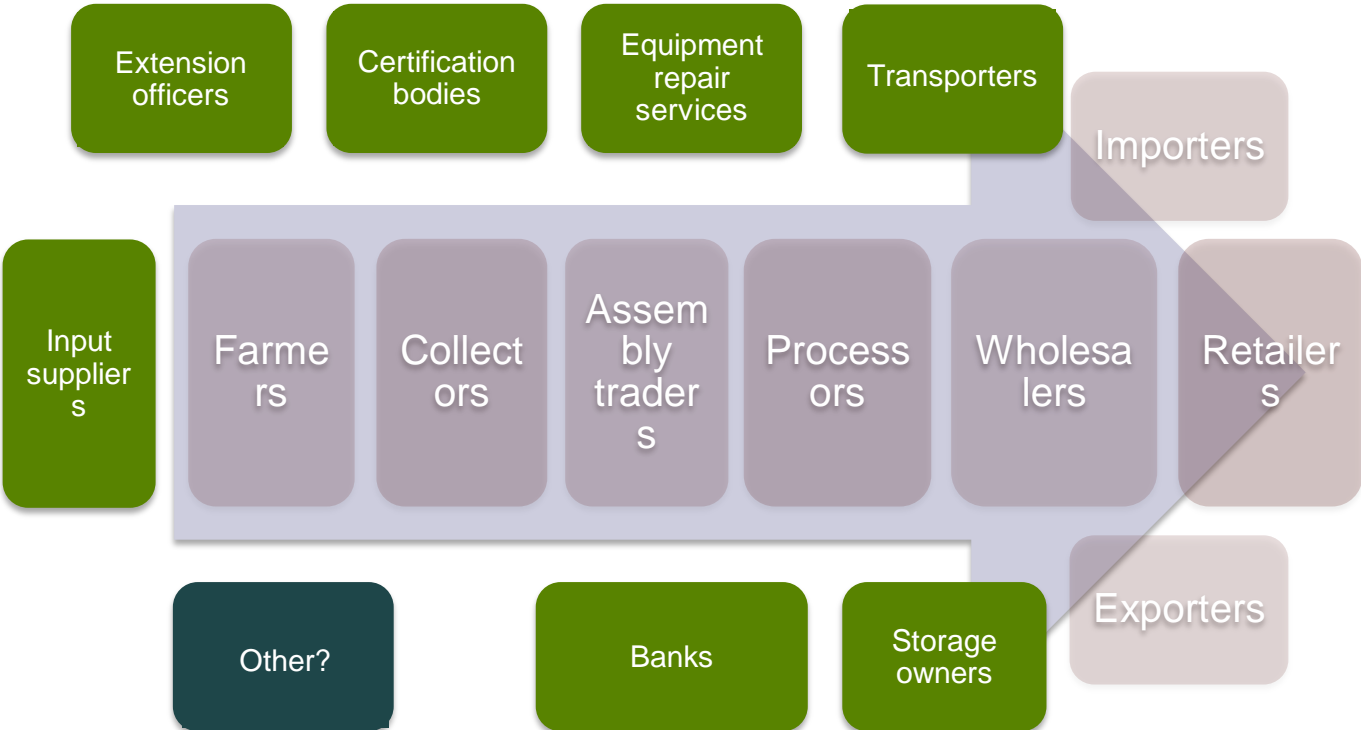 Extension
officers
Certification
bodies
Equipment
repair
services
Transporters
Importers
Input
supplier
s
Farme
rs
Collect
ors
Assem
bly
trader
s
Process
ors
Wholesa
lers
Retailer
s
Exporters
Other?
Banks
Storage
owners